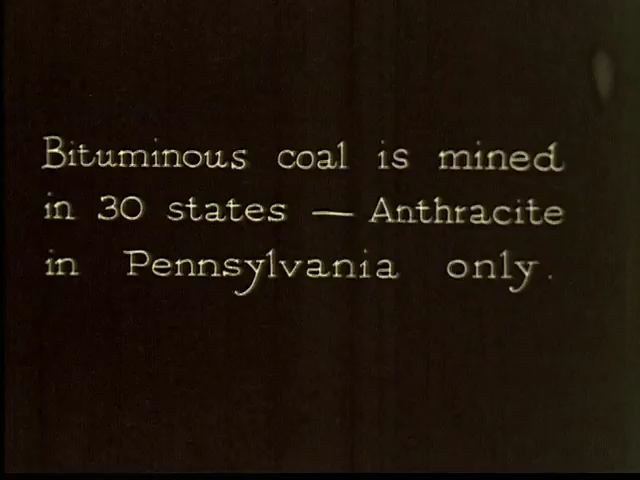 Bituminous coal is mined
in 30 states — Anthracite
in Pennsylvania only.